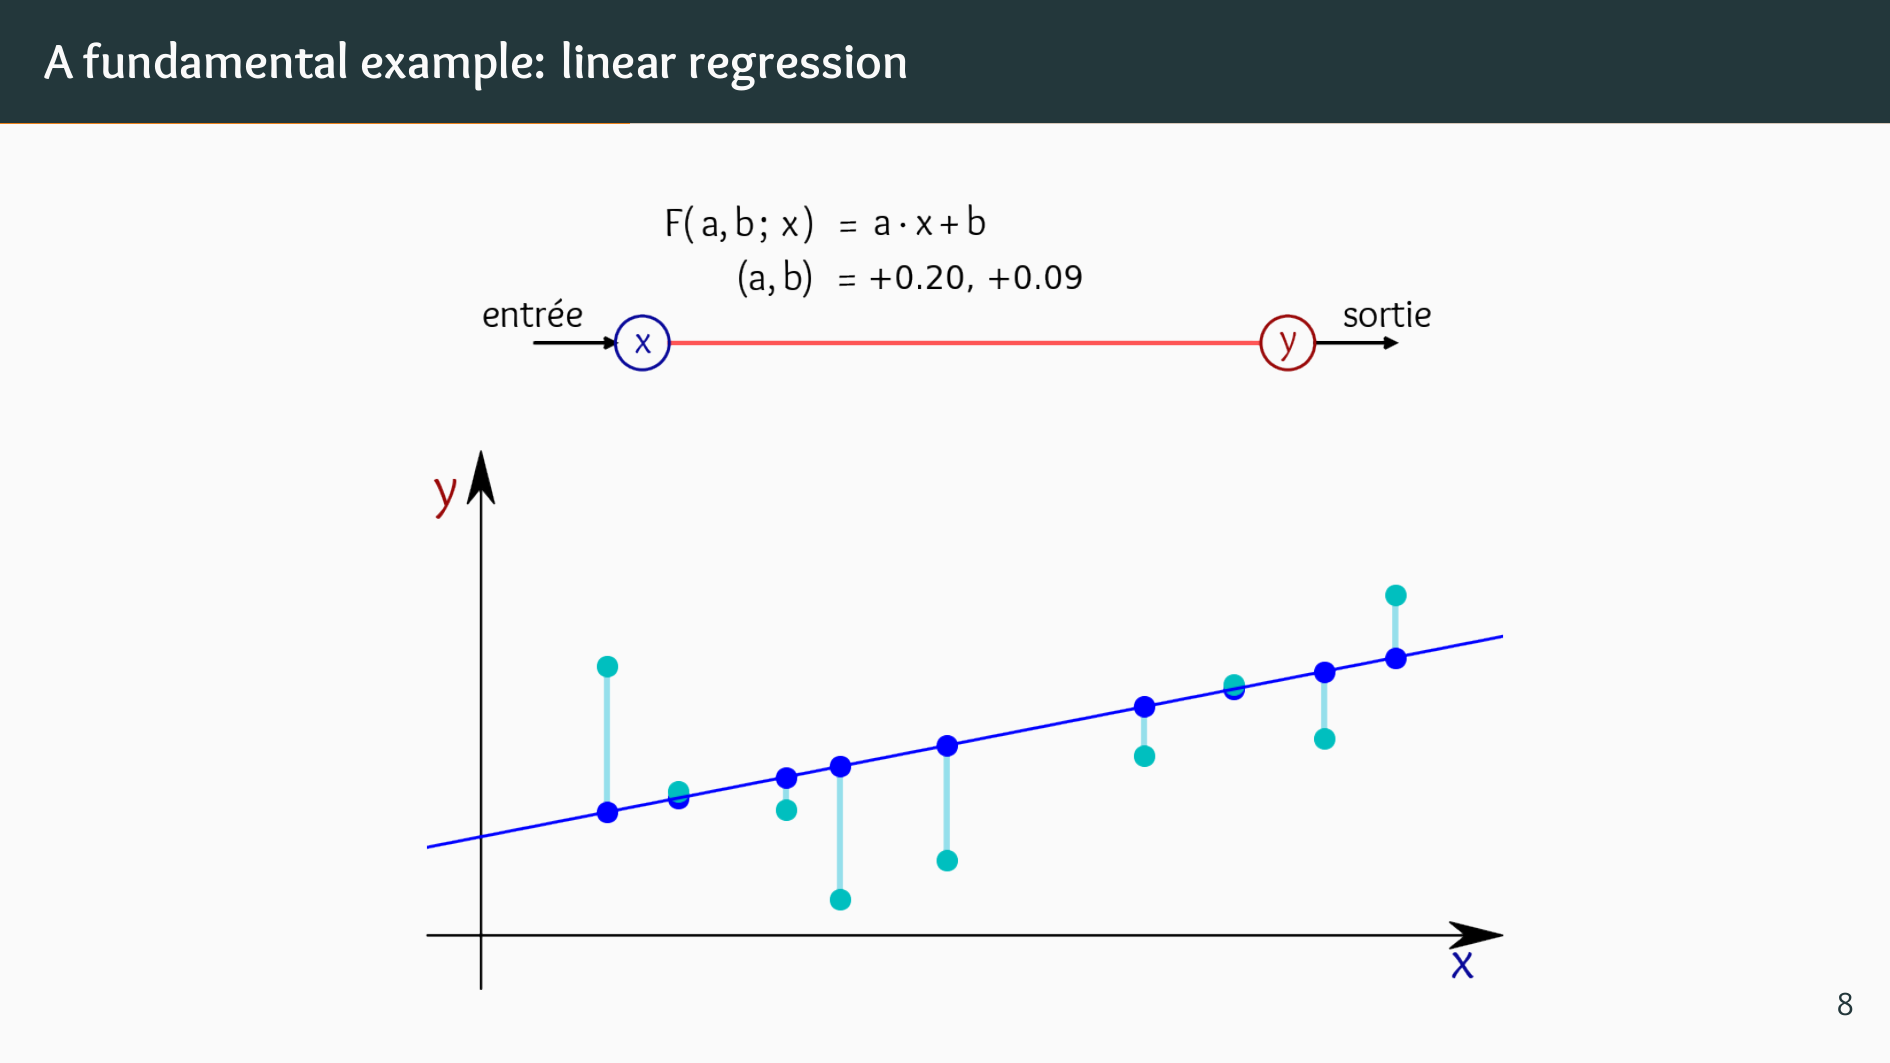 A fundamental example: linear regression
F( a, b ; x ) = a · x + b
(a, b) = +0.20, +0.09
entrée
sortie
x
y
y
x
8